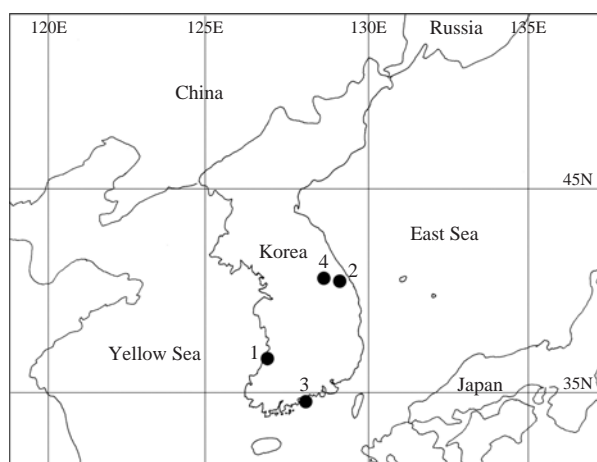 120E 125E 130E 135E
Russia
China
45N
Korea
East Sea
4
2
Yellow Sea
1
3
Japan
35N